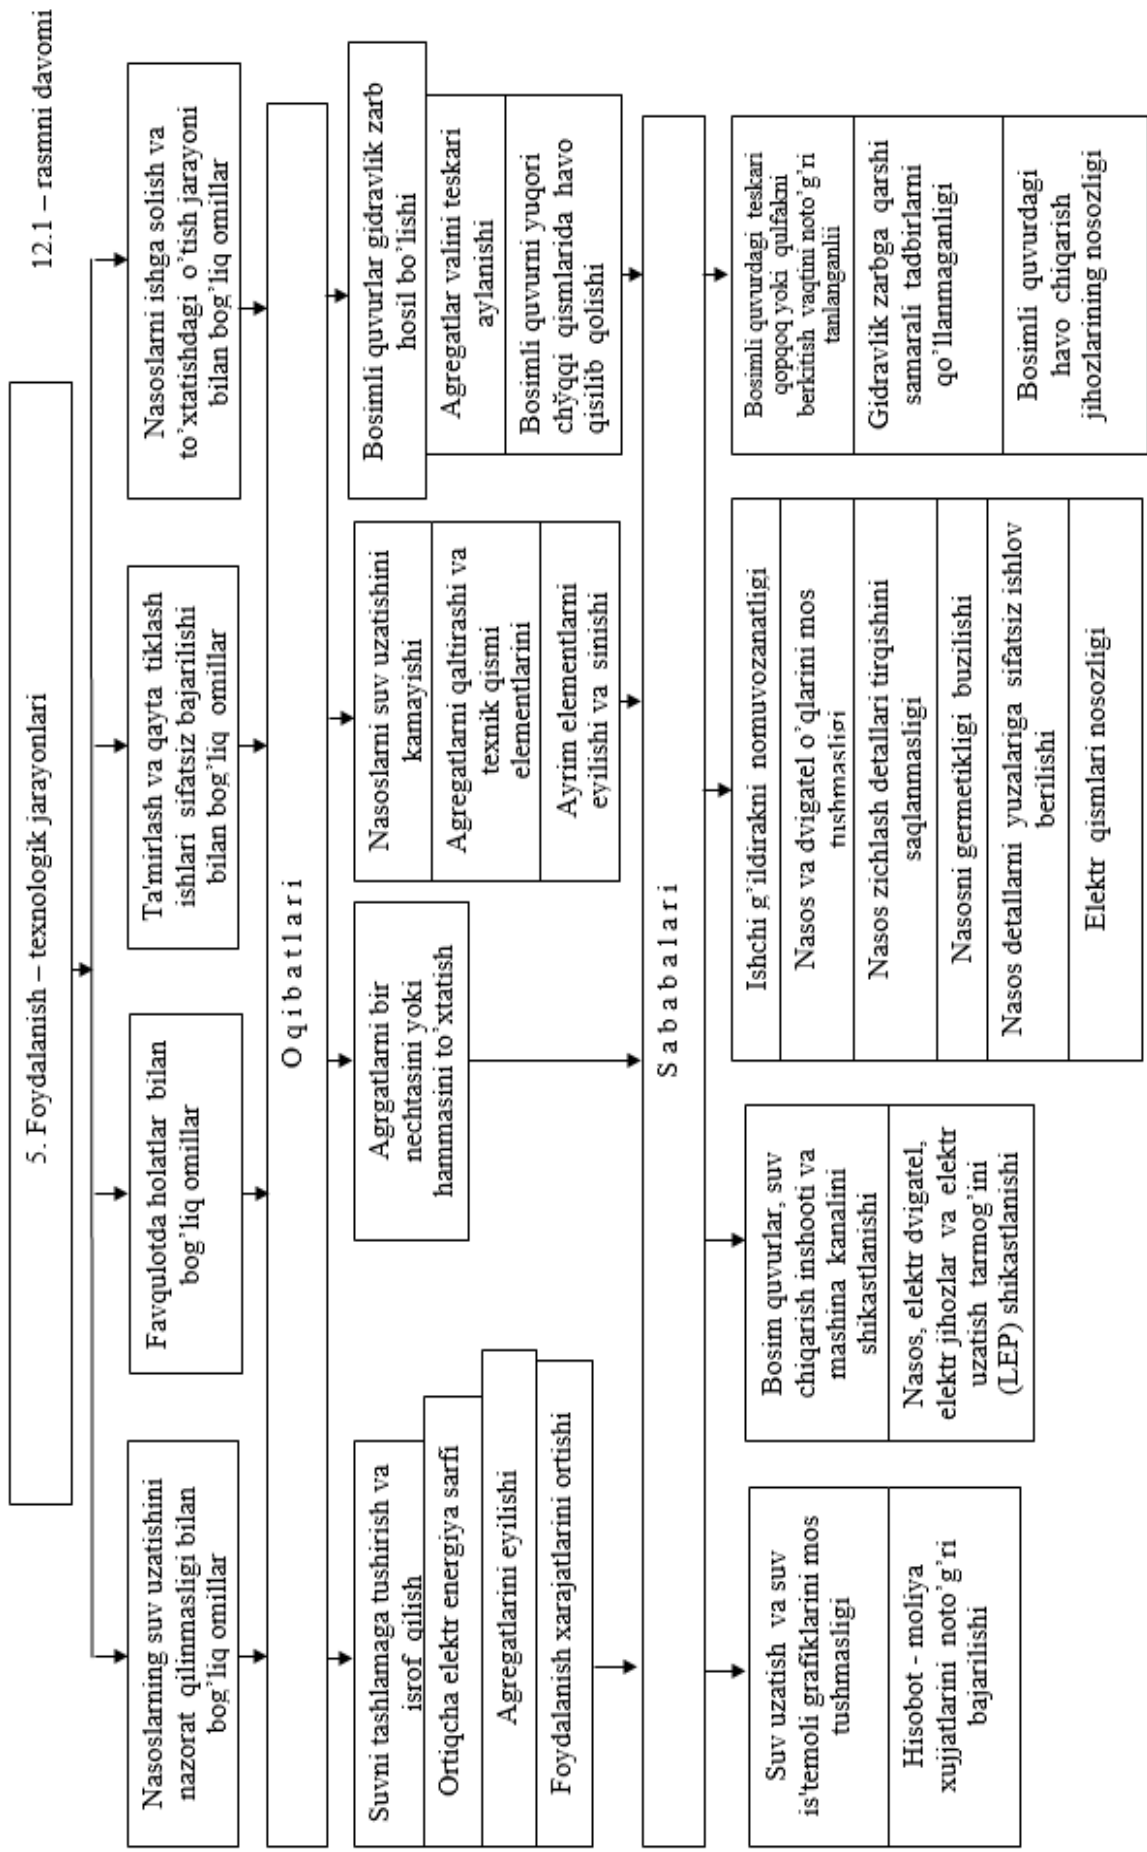 12.1 – rasmni davomi
5. Foydalanish – texnologik jarayonlari
Nasoslarning suv uzatishini
nazorat qilinmasligi bilan
bog’liq omillar
Favqulotda holatlar bilan
bog’liq omillar
Ta'mirlash va qayta tiklash
ishlari sifatsiz bajarilishi
bilan bog’liq omillar
Nasoslarni ishga solish va
to’xtatishdagi o’tish jarayoni
bilan bog’liq omillar
Oqibatlari
Suvni tashlamaga tushirish va
isrof qilish
Ortiqcha elektr energiya sarfi
Agregatlarini eyilishi
Foydalanish xarajatlarini ortishi
Agrgatlarni bir
nechtasini yoki
hammasini to’xtatish
Nasoslarni suv uzatishini
kamayishi
Agregatlarni qaltirashi va
texnik qismi
elementlarini
Ayrim elementlarni
eyilishi va sinishi
Bosimli quvurlar gidravlik zarb
hosil bo’lishi
Agregatlar valini teskari
aylanishi
Bosimli quvurni yuqori
chўqqi qismlarida havo
qisilib qolishi
Sabablari
Suv uzatish va suv
is'temoli grafiklarini mos
tushmasligi
Hisobot - moliya
xujjatlarini noto’g’ri
bajarilishi
Bosim quvurlar, suv
chiqarish inshooti va
mashina kanalini
shikastlanishi
Nasos, elektr dvigatel,
elektr jihozlar va elektr
uzatish tarmog’ini
(LEP) shikastlanishi
Ishchi g’ildirakni nomuvozanatligi
Nasos va dvigatel o’qlarini mos
tushmasligi
Nasos zichlash detallari tirqishini
saqlanmasligi
Nasosni germetikligi buzilishi
Nasos detallarni yuzalariga sifatsiz ishlov
berilishi
Elektr qismlari nosozligi
Bosimli quvurdagi teskari
qopqoq yoki qulfakni
berkitish vaqtini noto’g’ri
tanlanganlii
Gidravlik zarbga qarshi
samarali tadbirlarni
qo’llanmaganligi
Bosimli quvurdagi
havo chiqarish
jihozlarining nosozligi